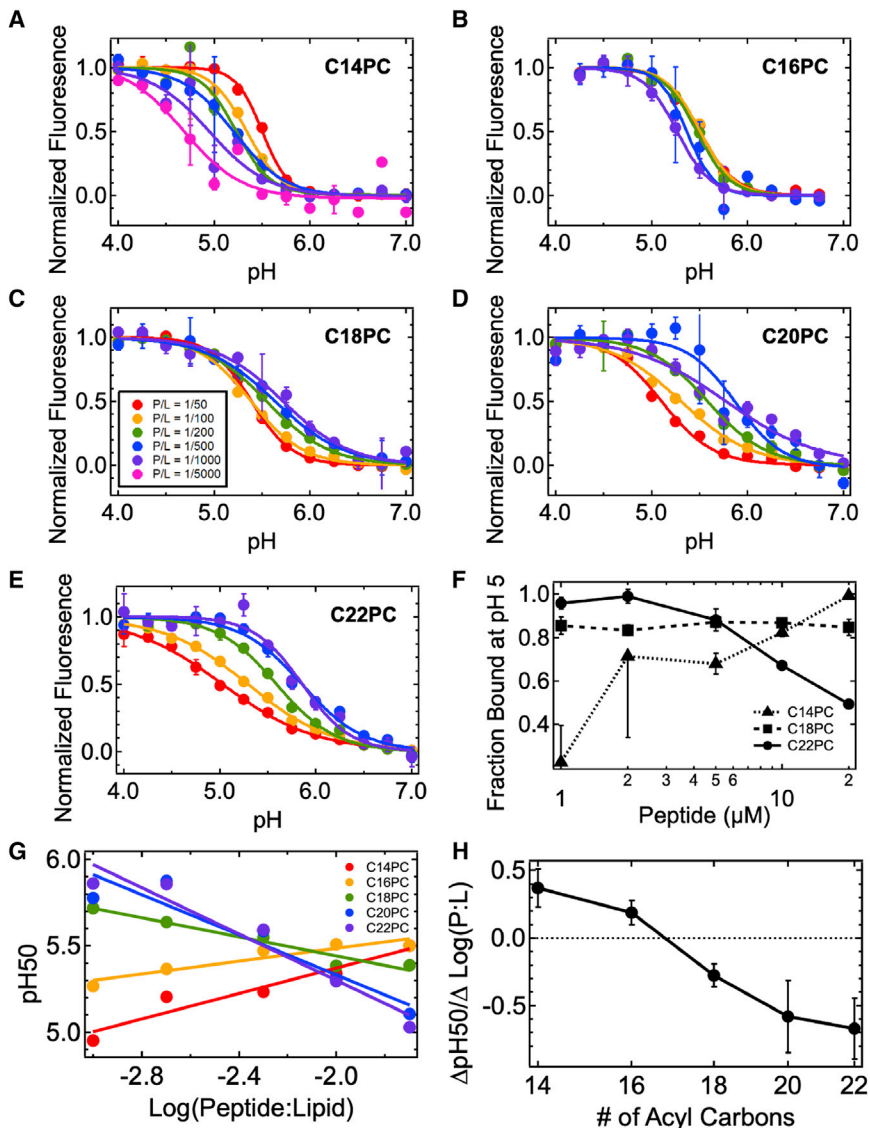 A
C14PC
Normalized Fluoresence
1.0
0.5
0.0
4.0 5.0 6.0 7.0
pH
B
C16PC
Normalized Fluoresence
1.0
0.5
0.0
4.0 5.0 6.0 7.0
pH
C
C18PC
Normalized Fluoresence
1.0
0.5
0.0
P/L = 1/50
P/L = 1/100
P/L = 1/200
P/L = 1/500
P/L = 1/1000
P/L = 1/5000
4.0 5.0 6.0 7.0
pH
D
C20PC
Normalized Fluoresence
1.0
0.5
0.0
4.0 5.0 6.0 7.0
pH
E
C22PC
Normalized Fluoresence
1.0
0.5
0.0
4.0 5.0 6.0 7.0
pH
F
Fraction Bound at pH 5
1.0
0.8
0.6
0.4
C14PC
C18PC
C22PC
1 2 3 4 5 6 10 2
Peptide (µM)
G
pH50
6.0
5.5
5.0
C14PC
C16PC
C18PC
C20PC
C22PC
-2.8 -2.4 -2.0
Log(Peptide:Lipid)
H
ΔpH50/Δ Log(P:L)
0.5
0.0
-0.5
14 16 18 20 22
# of Acyl Carbons